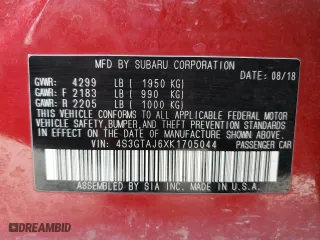 MFD. BY SUBARU CORPORATION
DATE: 08/18
GVWR: 4299 LB ( 1950 KG)
GAWR: F 2183 LB ( 990 KG)
GAWR: R 2205 LB ( 1000 KG)
THIS VEHICLE CONFORMS TO ALL APPLICABLE U.S. FEDERAL MOTOR
VEHICLE SAFETY, BUMPER, AND THEFT PREVENTION STANDARDS
IN EFFECT ON THE DATE OF MANUFACTURE SHOWN ABOVE.
VIN: 4S3GTAJ6XK1705044
PASSENGER CAR
ASSEMBLED BY SIA INC. MADE IN U.S.A.
© DREAMBID.COM